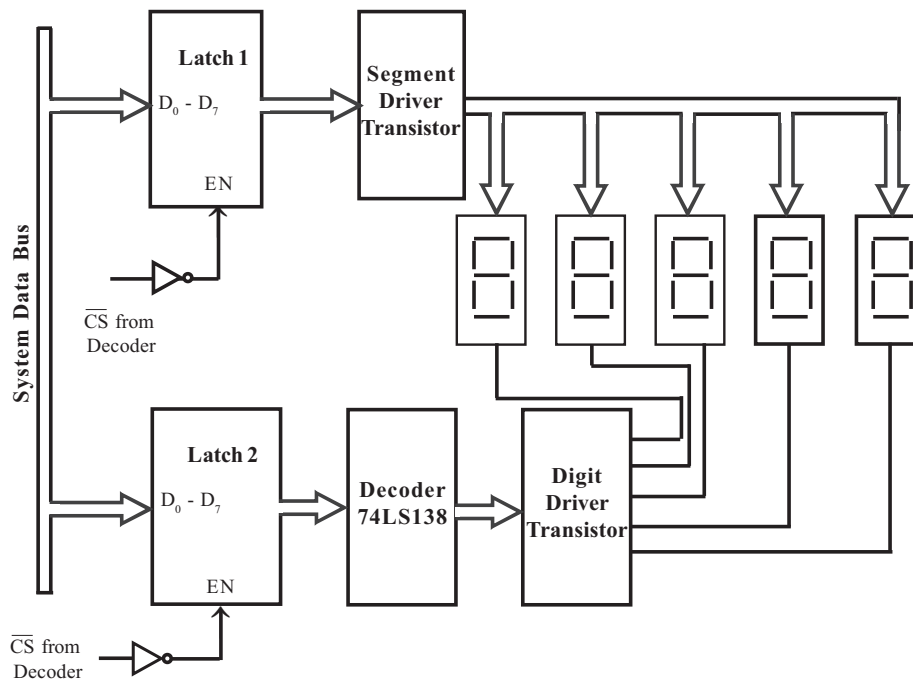 Latch 1
D0 - D7
EN
Segment
Driver
Transistor
System Data Bus
CS from
Decoder
Latch 2
D0 - D7
EN
Decoder
74LS138
Digit
Driver
Transistor
CS from
Decoder